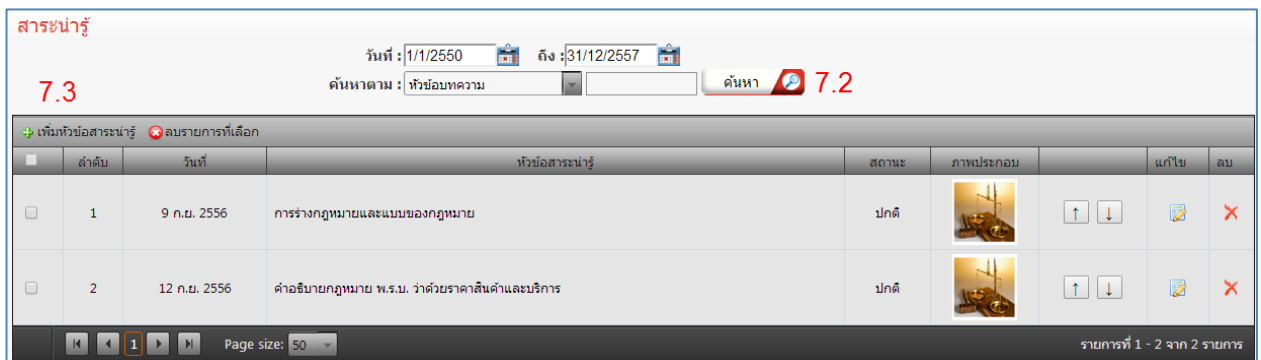 สาระน่ารู้
วันที่ : 1/1/2550 ถึง : 31/12/2557
ค้นหาตาม : หัวข้อบทความ ค้นหา 7.2
7.3
เพิ่มหัวข้อสาระน่ารู้ ลบรายการที่เลือก
ลำดับ วันที่ หัวข้อสาระน่ารู้ สถานะ ภาพประกอบ แก้ไข ลบ
1 9 ก.ย. 2556 การร่างกฎหมายและแบบของกฎหมาย ปกติ ↑ ↓
2 12 ก.ย. 2556 คำอธิบายกฎหมาย พ.ร.บ. ว่าด้วยราคาสินค้าและบริการ ปกติ ↑ ↓
1 Page size: 50 รายการที่ 1 - 2 จาก 2 รายการ